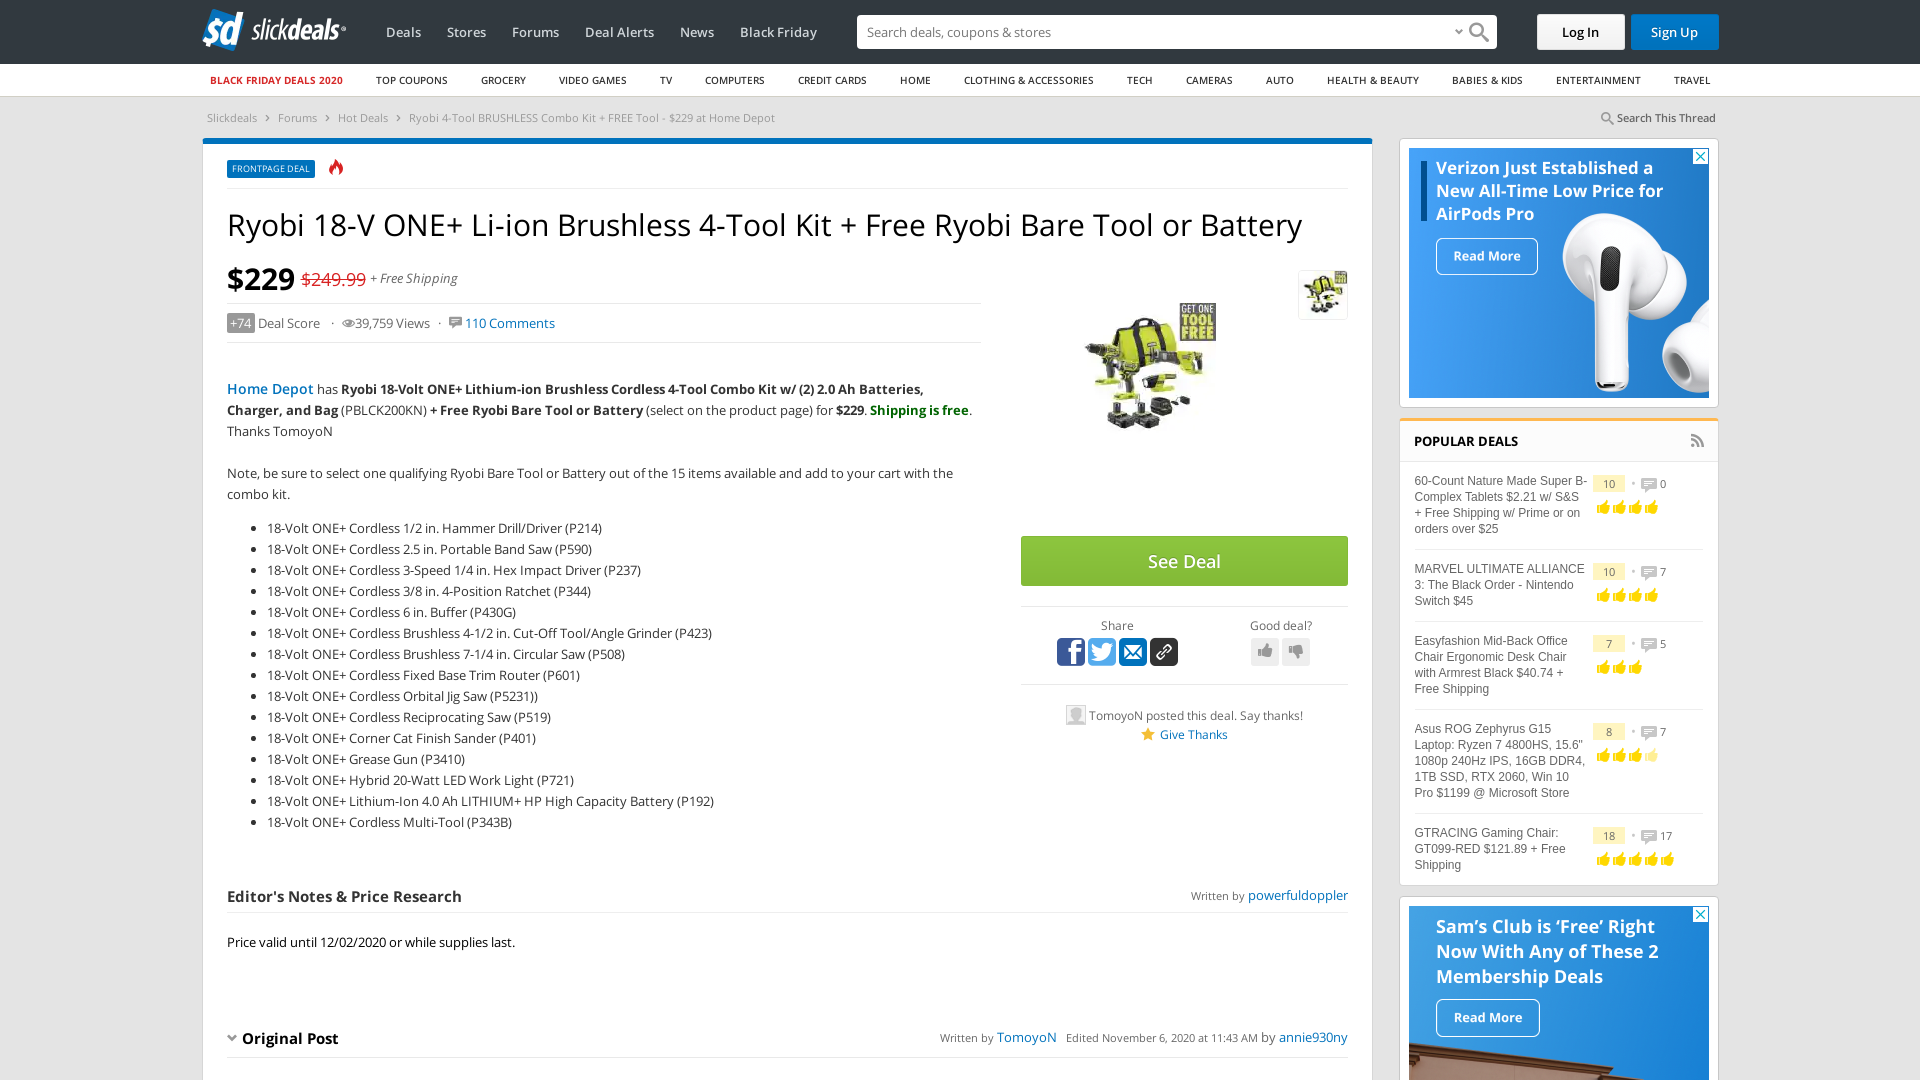 slickdeals
Deals
Stores
Forums
Deal Alerts
News
Black Friday
Search deals, coupons & stores
Log In
Sign Up
BLACK FRIDAY DEALS 2020
TOP COUPONS
GROCERY
VIDEO GAMES
TV
COMPUTERS
CREDIT CARDS
HOME
CLOTHING & ACCESSORIES
TECH
CAMERAS
AUTO
HEALTH & BEAUTY
BABIES & KIDS
ENTERTAINMENT
TRAVEL
Slickdeals › Forums › Hot Deals › Ryobi 4-Tool BRUSHLESS Combo Kit + FREE Tool - $229 at Home Depot
Search This Thread
FRONTPAGE DEAL
Ryobi 18-V ONE+ Li-ion Brushless 4-Tool Kit + Free Ryobi Bare Tool or Battery
$229 $249.99 + Free Shipping
+74 Deal Score · 39,759 Views · 110 Comments
Home Depot has Ryobi 18-Volt ONE+ Lithium-ion Brushless Cordless 4-Tool Combo Kit w/ (2) 2.0 Ah Batteries,
Charger, and Bag (PBLCK200KN) + Free Ryobi Bare Tool or Battery (select on the product page) for $229. Shipping is free.
Thanks TomoyoN
Note, be sure to select one qualifying Ryobi Bare Tool or Battery out of the 15 items available and add to your cart with the
combo kit.
18-Volt ONE+ Cordless 1/2 in. Hammer Drill/Driver (P214)
18-Volt ONE+ Cordless 2.5 in. Portable Band Saw (P590)
18-Volt ONE+ Cordless 3-Speed 1/4 in. Hex Impact Driver (P237)
18-Volt ONE+ Cordless 3/8 in. 4-Position Ratchet (P344)
18-Volt ONE+ Cordless 6 in. Buffer (P430G)
18-Volt ONE+ Cordless Brushless 4-1/2 in. Cut-Off Tool/Angle Grinder (P423)
18-Volt ONE+ Cordless Brushless 7-1/4 in. Circular Saw (P508)
18-Volt ONE+ Cordless Fixed Base Trim Router (P601)
18-Volt ONE+ Cordless Orbital Jig Saw (P5231))
18-Volt ONE+ Cordless Reciprocating Saw (P519)
18-Volt ONE+ Corner Cat Finish Sander (P401)
18-Volt ONE+ Grease Gun (P3410)
18-Volt ONE+ Hybrid 20-Watt LED Work Light (P721)
18-Volt ONE+ Lithium-Ion 4.0 Ah LITHIUM+ HP High Capacity Battery (P192)
18-Volt ONE+ Cordless Multi-Tool (P343B)
GET ONE
TOOL
FREE
See Deal
Share
Good deal?
TomoyoN posted this deal. Say thanks!
Give Thanks
Editor's Notes & Price Research
Written by powerfuldoppler
Price valid until 12/02/2020 or while supplies last.
Original Post
Written by TomoyoN Edited November 6, 2020 at 11:43 AM by annie930ny
Verizon Just Established a
New All-Time Low Price for
AirPods Pro
Read More
POPULAR DEALS
60-Count Nature Made Super B-
Complex Tablets $2.21 w/ S&S
+ Free Shipping w/ Prime or on
orders over $25
10 • 0
MARVEL ULTIMATE ALLIANCE
3: The Black Order - Nintendo
Switch $45
10 • 7
Easyfashion Mid-Back Office
Chair Ergonomic Desk Chair
with Armrest Black $40.74 +
Free Shipping
7 • 5
Asus ROG Zephyrus G15
Laptop: Ryzen 7 4800HS, 15.6"
1080p 240Hz IPS, 16GB DDR4,
1TB SSD, RTX 2060, Win 10
Pro $1199 @ Microsoft Store
8 • 7
GTRACING Gaming Chair:
GT099-RED $121.89 + Free
Shipping
18 • 17
Sam's Club is ‘Free’ Right
Now With Any of These 2
Membership Deals
Read More